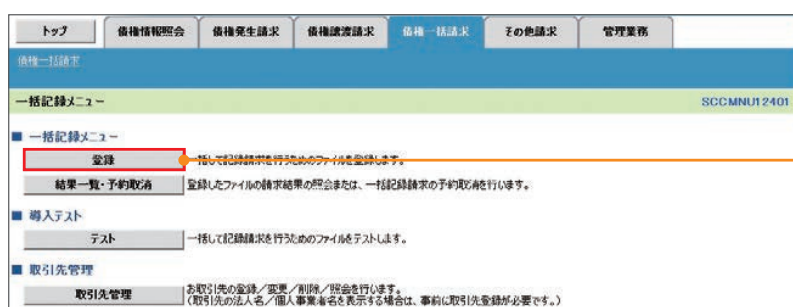 トップ
債権情報照会
債権発生請求
債権譲渡請求
債権一括請求
その他請求
管理業務
債権一括請求
一括記録メニュー
SCCMNU12401
■ 一括記録メニュー
登録
一括して記録請求を行うためのファイルを登録します。
結果一覧・予約取消
登録したファイルの請求結果の照会または、一括記録請求の予約取消を行います。
■ 導入テスト
テスト
一括して記録請求を行うためのファイルをテストします。
■ 取引先管理
取引先管理
お取引先の登録/変更/削除/照会を行います。
(取引先の法人名/個人事業者名を表示する場合は、事前に取引先登録が必要です。)